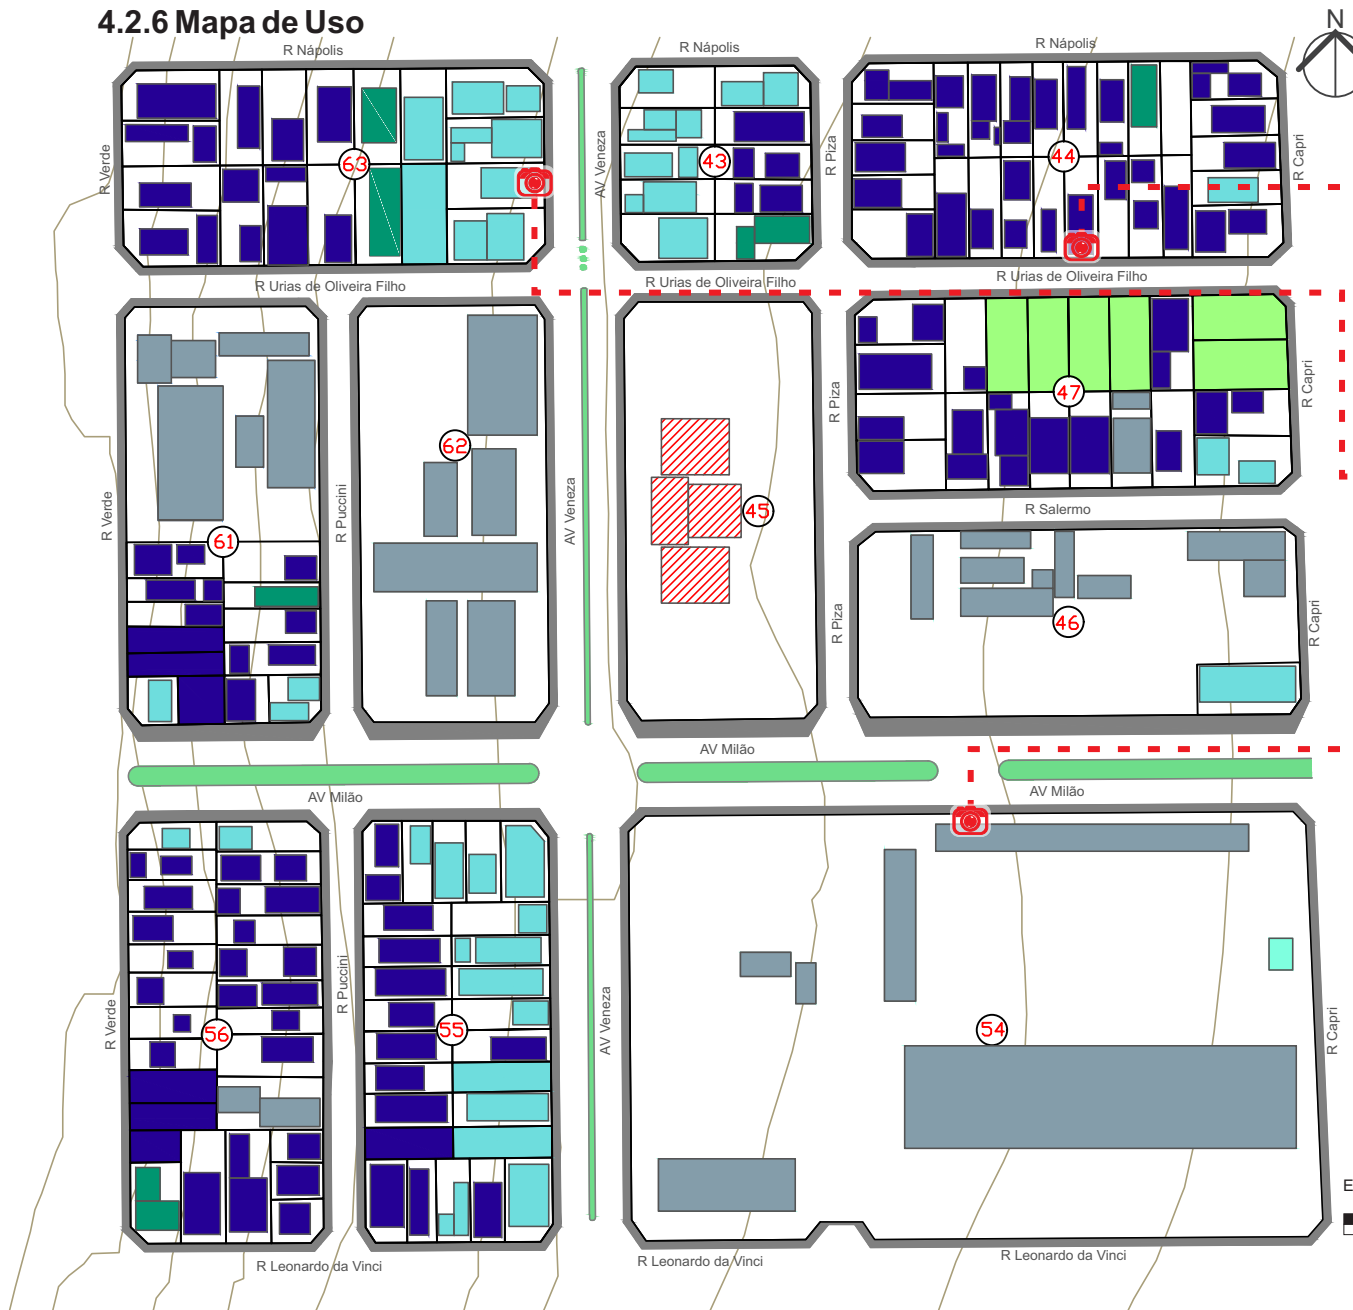 4.2.6 Mapa de Uso
N
R Nápolis
R Nápolis
R Nápolis
R Verde
63
AV Veneza
43
R Piza
44
R Capri
R Urias de Oliveira Filho
R Urias de Oliveira Filho
R Urias de Oliveira Filho
R Verde
61
R Puccini
62
AV Veneza
45
R Piza
47
R Capri
R Salermo
R Piza
46
R Capri
AV Milão
AV Milão
AV Milão
R Verde
56
R Puccini
55
AV Veneza
54
R Capri
E
R Leonardo da Vinci
R Leonardo da Vinci
R Leonardo da Vinci